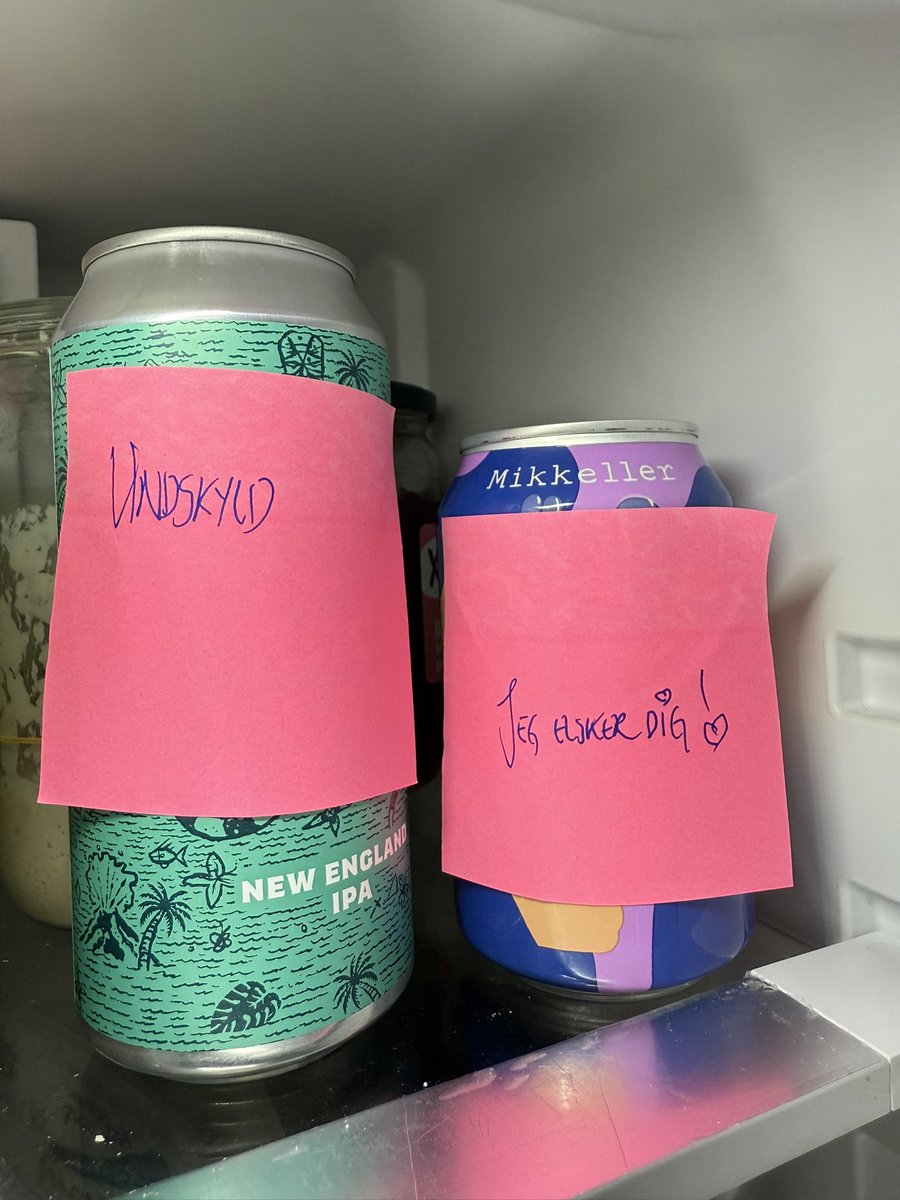 UNDSKYLD
NEW ENGLAND
IPA
Mikkeller
JEG ELSKER DIG!